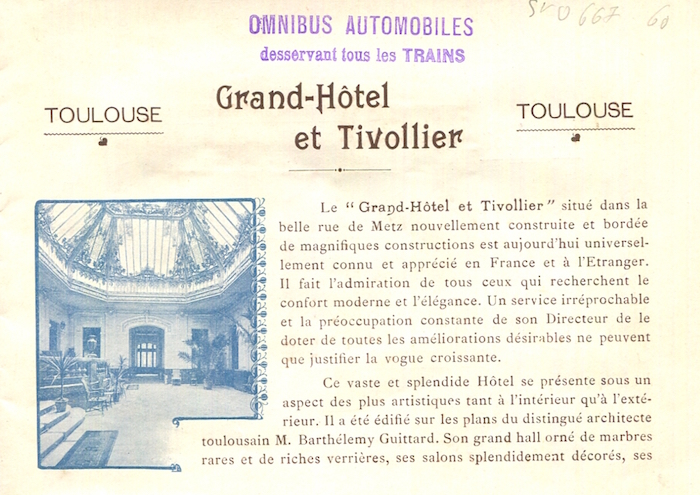 OMNIBUS AUTOMOBILES
desservant tous les TRAINS
TOULOUSE
Grand-Hôtel
et Tivollier
TOULOUSE
Le “Grand-Hôtel et Tivollier” situé dans la
belle rue de Metz nouvellement construite et bordée
de magnifiques constructions est aujourd'hui universel-
lement connu et apprécié en France et à l'Etranger.
Il fait l'admiration de tous ceux qui recherchent le
confort moderne et l'élégance. Un service irréprochable
et la préoccupation constante de son Directeur de le
doter de toutes les améliorations désirables ne peuvent
que justifier la vogue croissante.
Ce vaste et splendide Hôtel se présente sous un
aspect des plus artistiques tant à l'intérieur qu'à l'exté-
rieur. Il a été édifié sur les plans du distingué architecte
toulousain M. Barthélemy Guittard. Son grand hall orné de marbres
rares et de riches verrières, ses salons splendidement décorés, ses